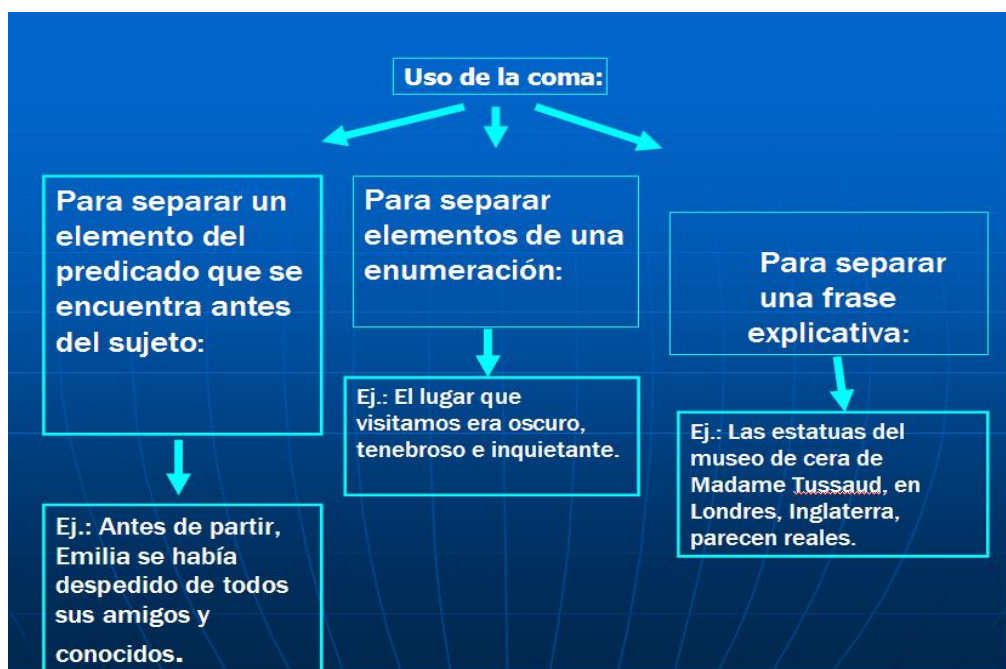 Uso de la coma:
Para separar un
elemento del
predicado que se
encuentra antes
del sujeto:
Ej.: Antes de partir,
Emilia se había
despedido de todos
sus amigos y
conocidos.
Para separar
elementos de una
enumeración:
Ej.: El lugar que
visitamos era oscuro,
tenebroso e inquietante.
Para separar
una frase
explicativa:
Ej.: Las estatuas del
museo de cera de
Madame Tussaud, en
Londres, Inglaterra,
parecen reales.